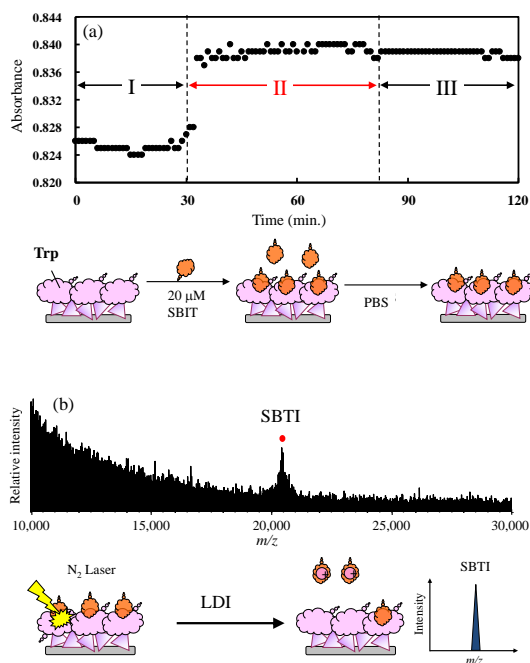 (a)
0.844
0.840
0.836
0.828
0.824
0.820
Absorbance
I
II
III
0
30
60
90
120
Time (min.)
Trp
20 µM
SBIT
PBS
(b)
SBTI
Relative intensity
10,000
15,000
20,000
25,000
30,000
m/z
N2 Laser
LDI
SBTI
Intensity
m/z